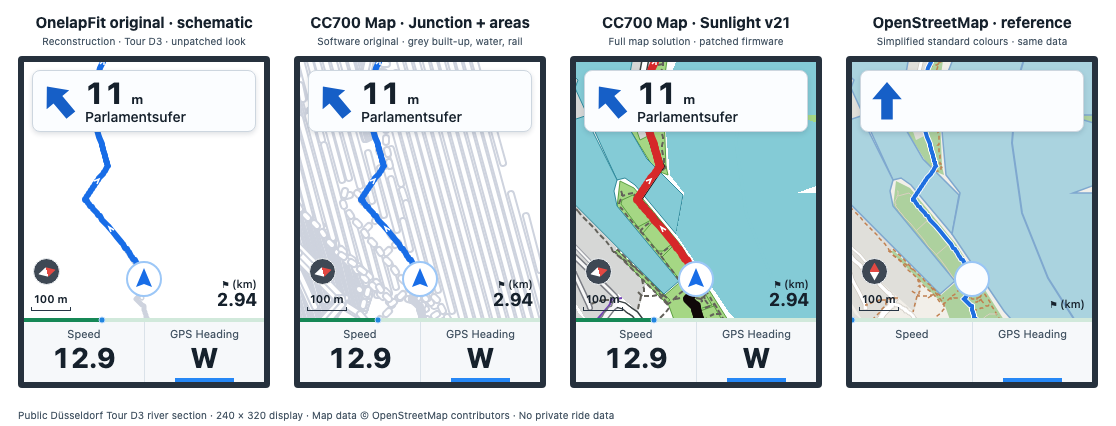 OnelapFit original · schematic
Reconstruction · Tour D3 · unpatched look
11 m
Parlamentsufer
100 m
(km)
2.94
Speed
12.9
GPS Heading
W
CC700 Map · Junction + areas
Software original · grey built-up, water, rail
11 m
Parlamentsufer
100 m
(km)
2.94
Speed
12.9
GPS Heading
W
CC700 Map · Sunlight v21
Full map solution · patched firmware
11 m
Parlamentsufer
100 m
(km)
2.94
Speed
12.9
GPS Heading
W
OpenStreetMap · reference
Simplified standard colours · same data
100 m
(km)
Speed
GPS Heading
Public Düsseldorf Tour D3 river section · 240 × 320 display · Map data © OpenStreetMap contributors · No private ride data